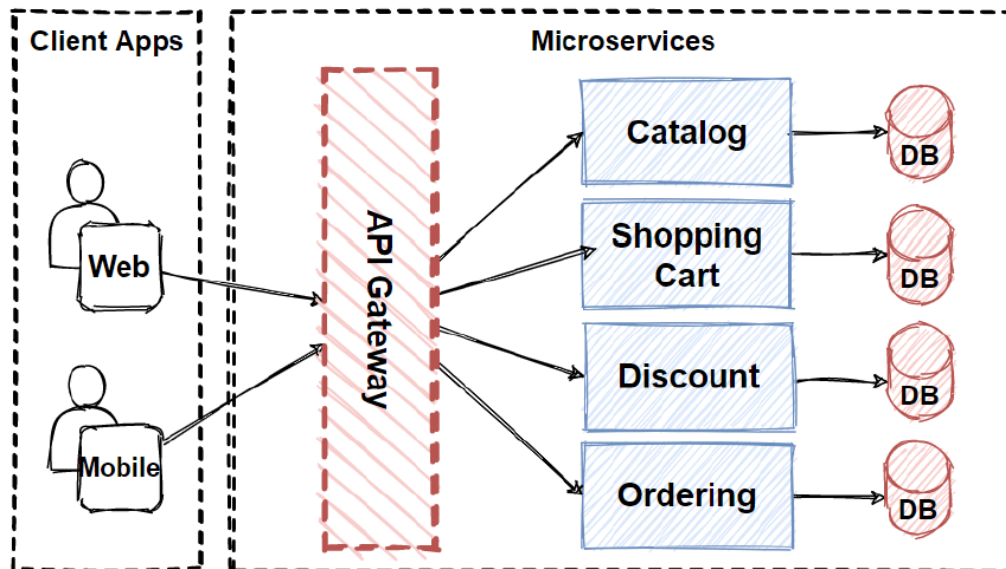 Client Apps
Microservices
Web
Mobile
API Gateway
Catalog
DB
Shopping
Cart
DB
Discount
DB
Ordering
DB